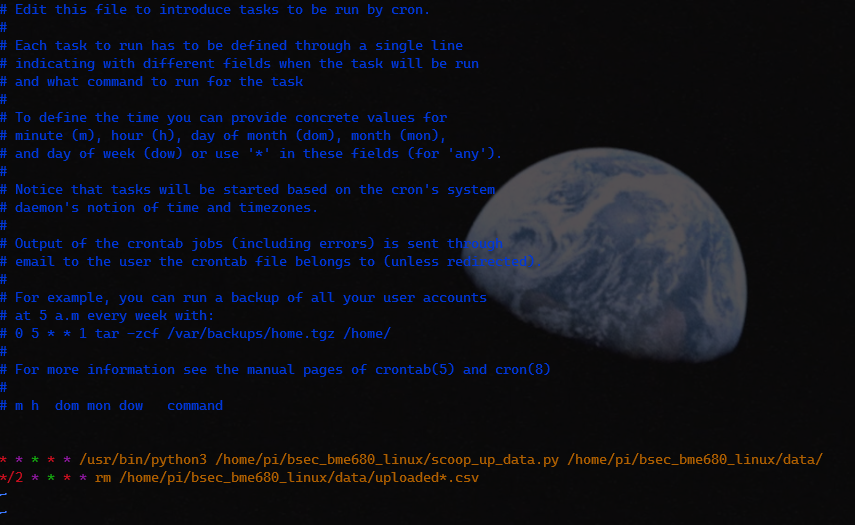 # Edit this file to introduce tasks to be run by cron.
#
# Each task to run has to be defined through a single line
# indicating with different fields when the task will be run
# and what command to run for the task
#
# To define the time you can provide concrete values for
# minute (m), hour (h), day of month (dom), month (mon),
# and day of week (dow) or use '*' in these fields (for 'any').
#
# Notice that tasks will be started based on the cron's system
# daemon's notion of time and timezones.
#
# Output of the crontab jobs (including errors) is sent through
# email to the user the crontab file belongs to (unless redirected).
#
# For example, you can run a backup of all your user accounts
# at 5 a.m every week with:
# 0 5 * * 1 tar -zcf /var/backups/home.tgz /home/
#
# For more information see the manual pages of crontab(5) and cron(8)
#
# m h  dom mon dow   command
* * * * * /usr/bin/python3 /home/pi/bsec_bme680_linux/scoop_up_data.py /home/pi/bsec_bme680_linux/data/
*/2 * * * * rm /home/pi/bsec_bme680_linux/data/uploaded*.csv
~
~